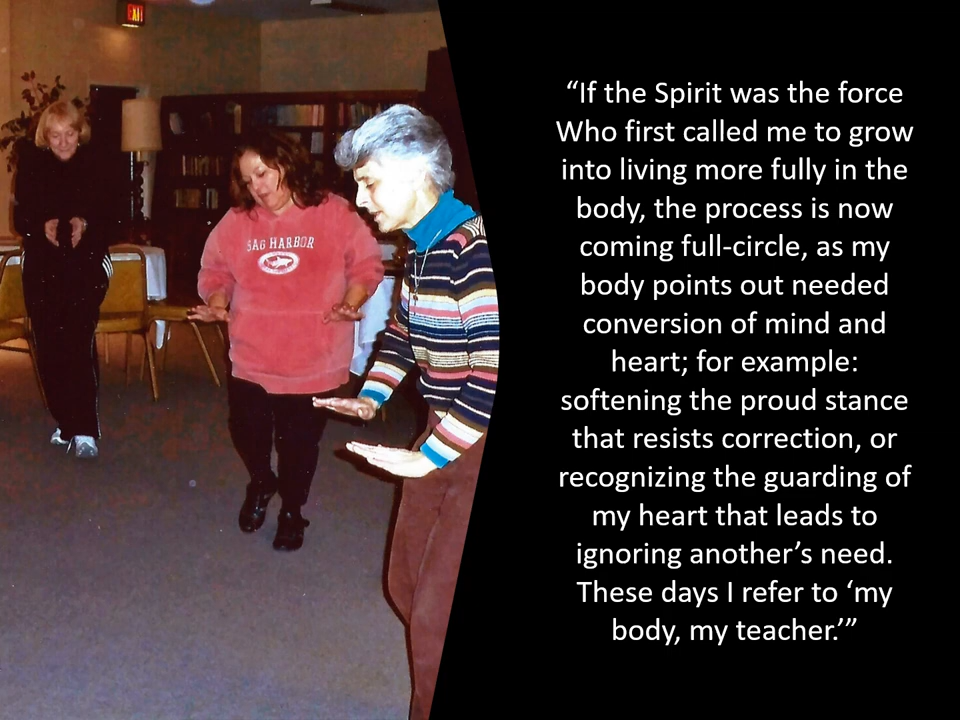 EXIT
SAG HARBOR
“If the Spirit was the force
Who first called me to grow
into living more fully in the
body, the process is now
coming full-circle, as my
body points out needed
conversion of mind and
heart; for example:
softening the proud stance
that resists correction, or
recognizing the guarding of
my heart that leads to
ignoring another’s need.
These days I refer to ‘my
body, my teacher.’”